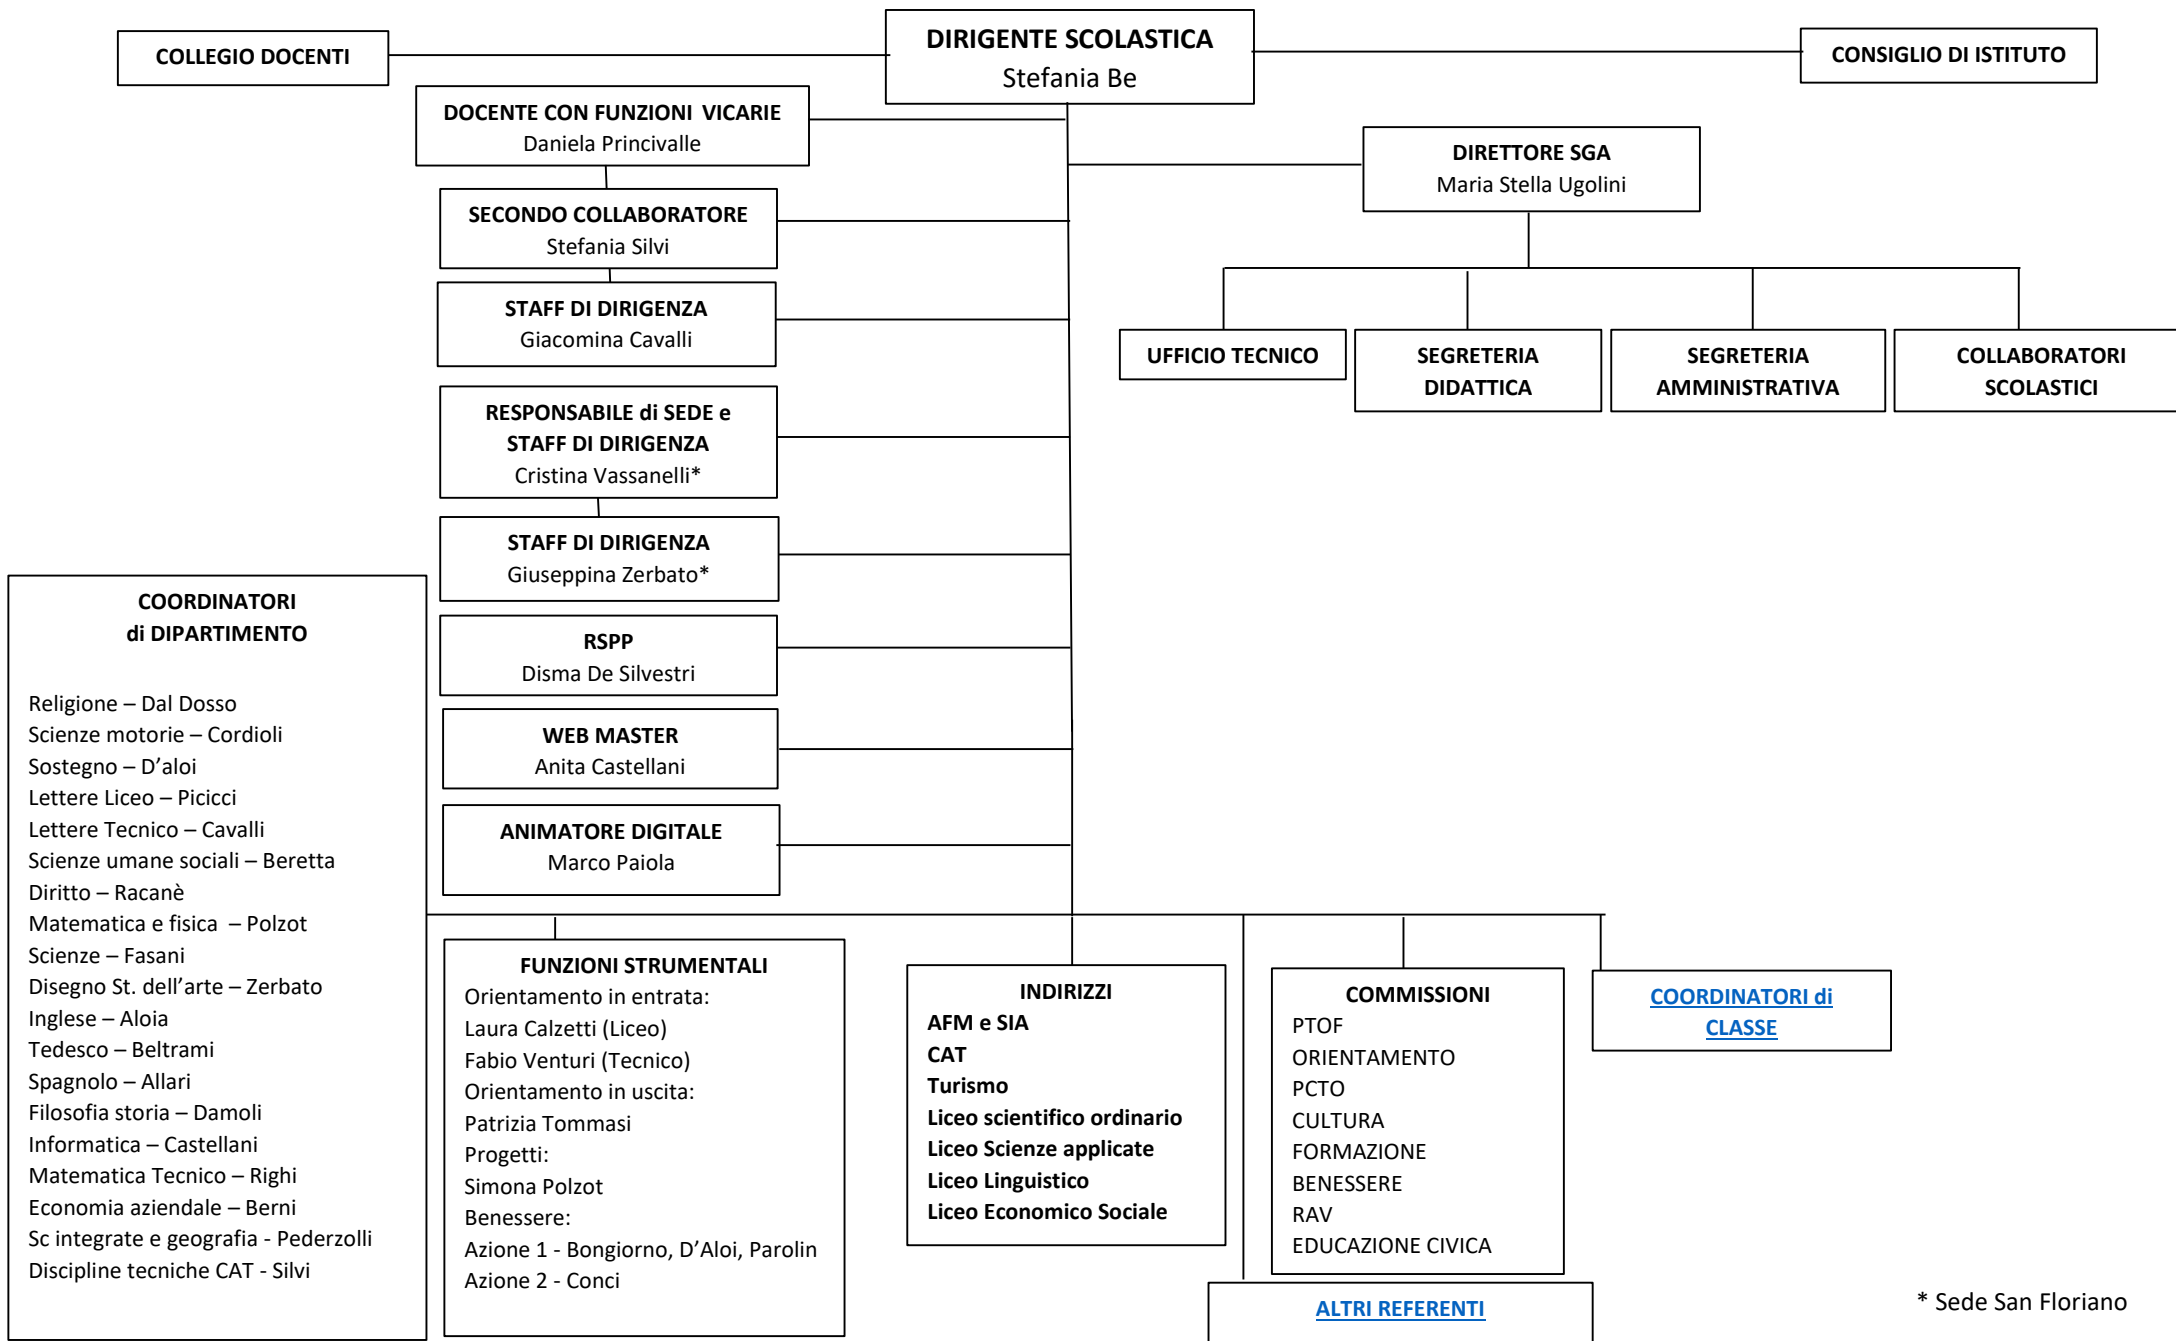 COLLEGIO DOCENTI
DIRIGENTE SCOLASTICA
Stefania Be
CONSIGLIO DI ISTITUTO
DOCENTE CON FUNZIONI  VICARIE
Daniela Princivalle
DIRETTORE SGA
Maria Stella Ugolini
SECONDO COLLABORATORE
Stefania Silvi
STAFF DI DIRIGENZA
Giacomina Cavalli
UFFICIO TECNICO
SEGRETERIA
DIDATTICA
SEGRETERIA
AMMINISTRATIVA
COLLABORATORI
SCOLASTICI
RESPONSABILE di SEDE e
STAFF DI DIRIGENZA
Cristina Vassanelli*
STAFF DI DIRIGENZA
Giuseppina Zerbato*
RSPP
Disma De Silvestri
WEB MASTER
Anita Castellani
ANIMATORE DIGITALE
Marco Paiola
COORDINATORI
di DIPARTIMENTO
Religione – Dal Dosso
Scienze motorie – Cordioli
Sostegno – D’aloi
Lettere Liceo – Picicci
Lettere Tecnico – Cavalli
Scienze umane sociali – Beretta
Diritto – Racanè
Matematica e fisica  – Polzot
Scienze – Fasani
Disegno St. dell’arte – Zerbato
Inglese – Aloia
Tedesco – Beltrami
Spagnolo – Allari
Filosofia storia – Damoli
Informatica – Castellani
Matematica Tecnico – Righi
Economia aziendale – Berni
Sc integrate e geografia - Pederzolli
Discipline tecniche CAT - Silvi
FUNZIONI STRUMENTALI
Orientamento in entrata:
Laura Calzetti (Liceo)
Fabio Venturi (Tecnico)
Orientamento in uscita:
Patrizia Tommasi
Progetti:
Simona Polzot
Benessere:
Azione 1 - Bongiorno, D’Aloi, Parolin
Azione 2 - Conci
INDIRIZZI
AFM e SIA
CAT
Turismo
Liceo scientifico ordinario
Liceo Scienze applicate
Liceo Linguistico
Liceo Economico Sociale
COMMISSIONI
PTOF
ORIENTAMENTO
PCTO
CULTURA
FORMAZIONE
BENESSERE
RAV
EDUCAZIONE CIVICA
COORDINATORI di
CLASSE
ALTRI REFERENTI
* Sede San Floriano